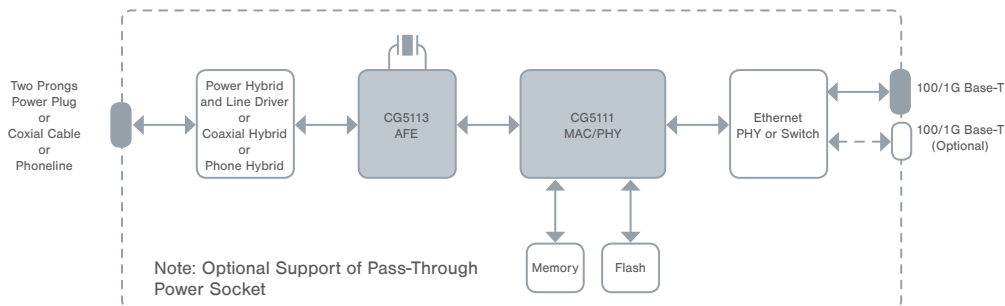 Two Prongs
Power Plug
or
Coxial Cable
or
Phoneline
Power Hybrid
and Line Driver
or
Coaxial Hybrid
or
Phone Hybrid
CG5113
AFE
CG5111
MAC/PHY
Ethernet
PHY or Switch
100/1G Base-T
100/1G Base-T
(Optional)
Memory
Flash
Note: Optional Support of Pass-Through
Power Socket